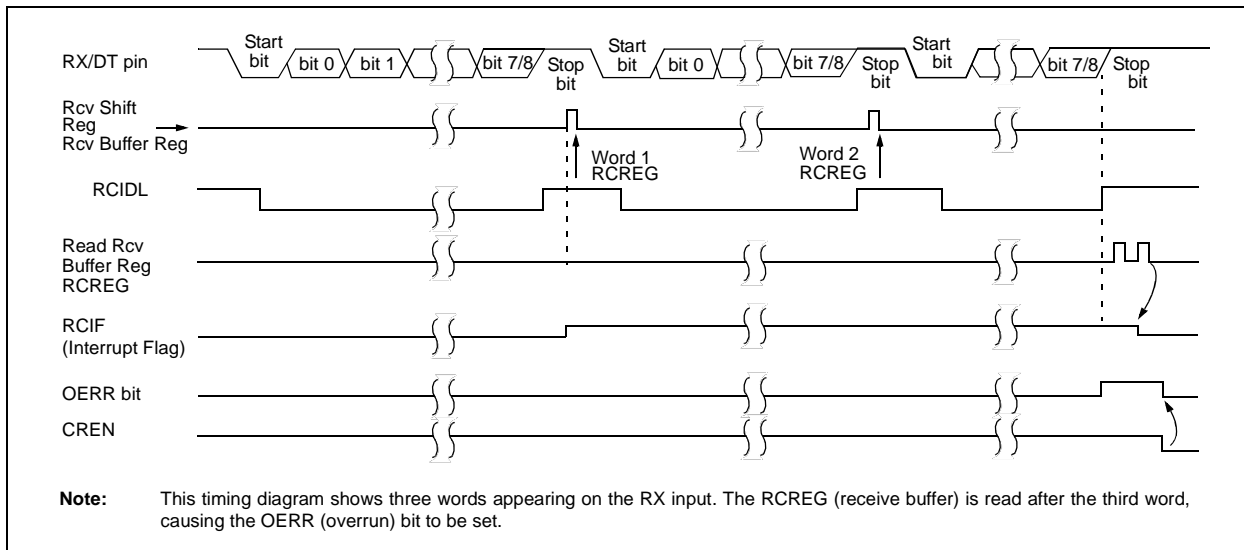 RX/DT pin
Start bit
bit 0
bit 1
bit 7/8
Stop bit
Start bit
bit 0
bit 7/8
Stop bit
Start bit
bit 7/8
Stop bit
Rcv Shift
Reg
Rcv Buffer Reg
Word 1
RCREG
Word 2
RCREG
RCIDL
Read Rcv
Buffer Reg
RCREG
RCIF
(Interrupt Flag)
OERR bit
CREN
Note: This timing diagram shows three words appearing on the RX input. The RCREG (receive buffer) is read after the third word,
causing the OERR (overrun) bit to be set.